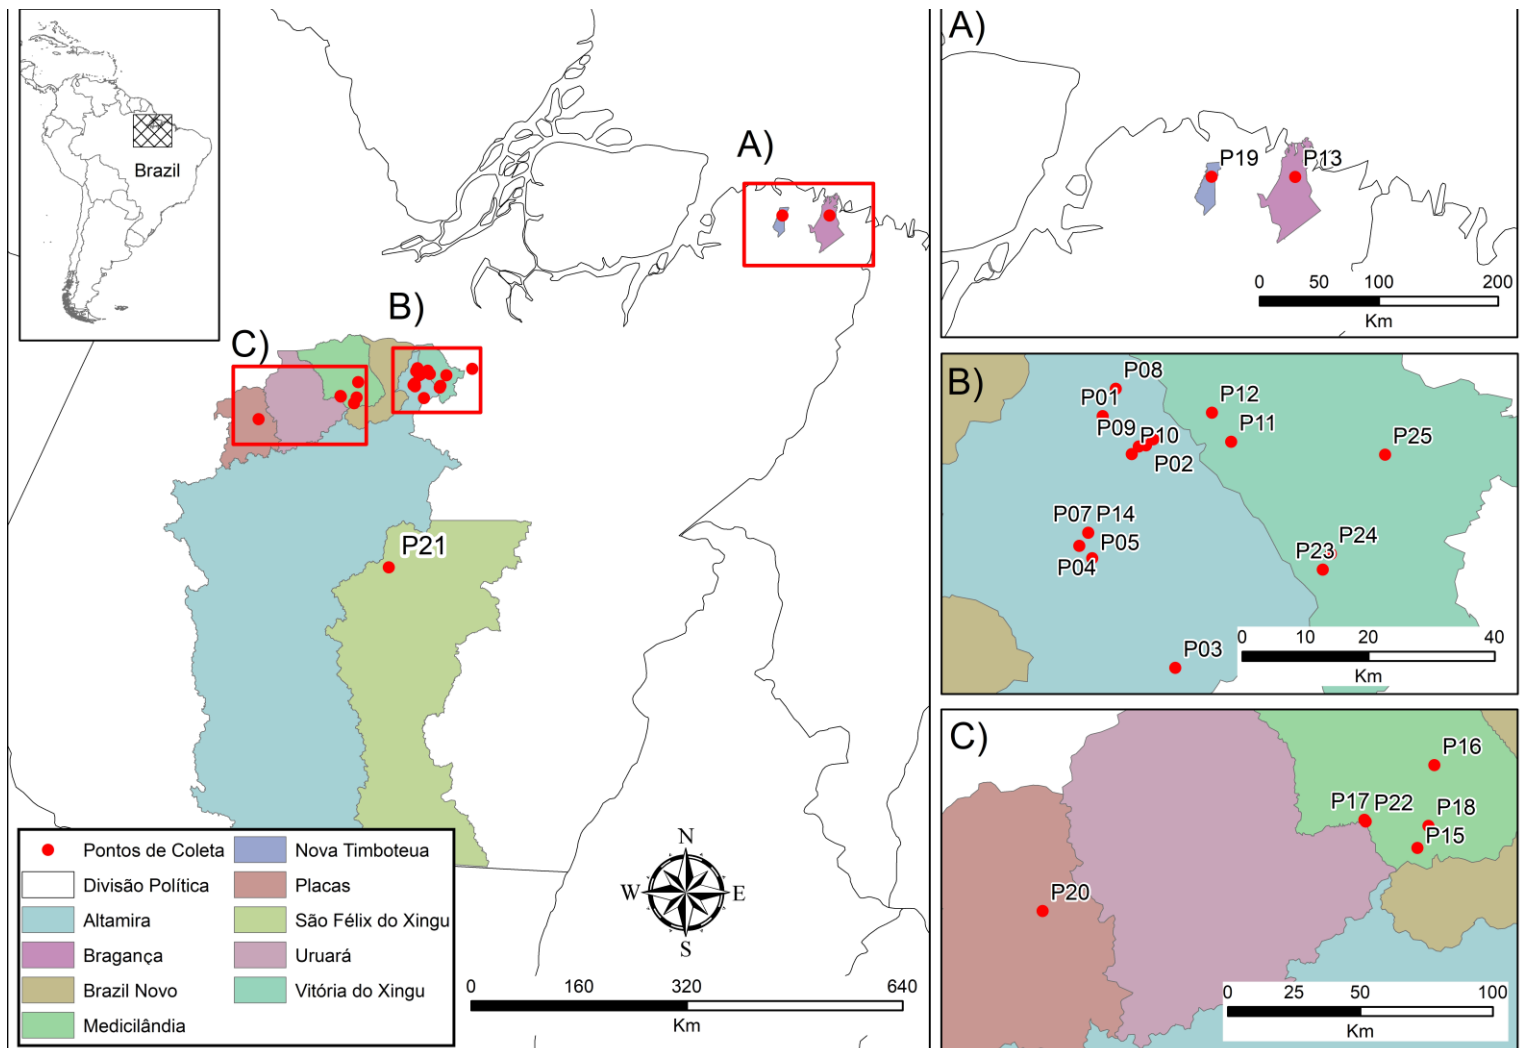 Brazil
A)
B)
C)
P21
Pontos de Coleta
Divisão Política
Altamira
Bragança
Brazil Novo
Medicilândia
Nova Timboteua
Placas
São Félix do Xingu
Uruará
Vitória do Xingu
N
W
E
S
0 160 320 640
Km
A)
P19
P13
0 50 100 200
Km
B)
P08
P01
P12
P09
P10
P11
P02
P25
P07
P14
P05
P24
P23
P04
P03
0 10 20 40
Km
C)
P16
P17
P22
P18
P15
P20
0 25 50 100
Km